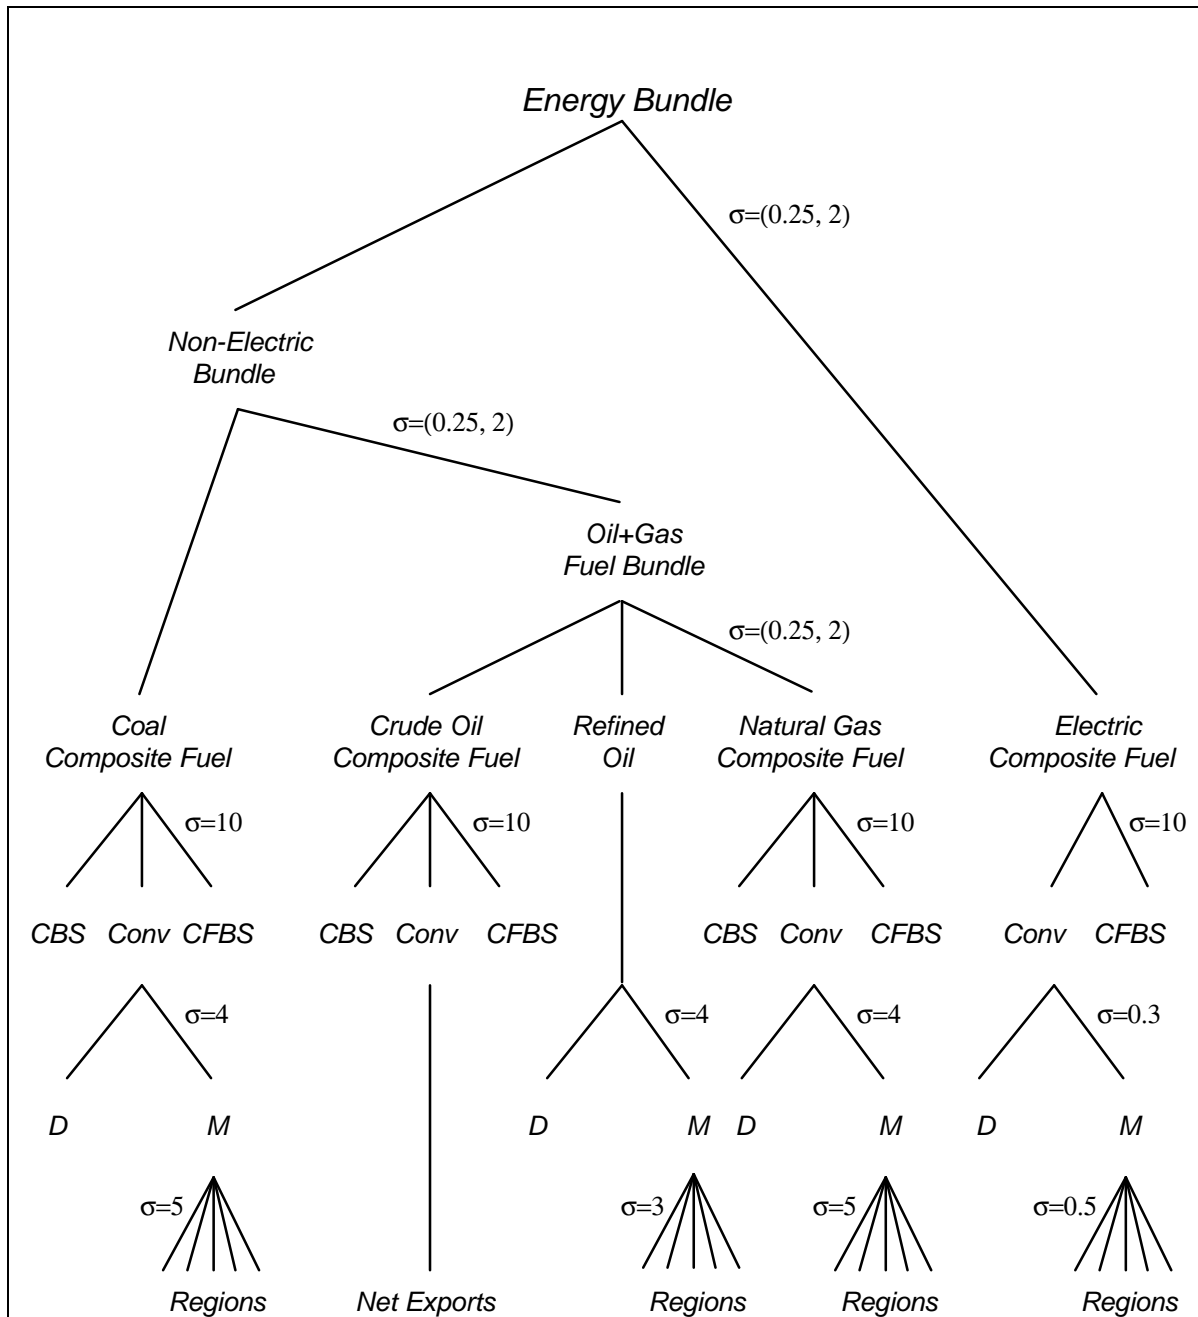 Energy Bundle
σ=(0.25, 2)
Non-Electric
Bundle
σ=(0.25, 2)
Oil+Gas
Fuel Bundle
σ=(0.25, 2)
Coal
Composite Fuel
Crude Oil
Composite Fuel
Refined
Oil
Natural Gas
Composite Fuel
Electric
Composite Fuel
σ=10
σ=10
σ=10
σ=10
CBS Conv CFBS
CBS Conv CFBS
CBS Conv CFBS
Conv CFBS
σ=4
σ=4
σ=4
σ=0.3
D M
D M
D M
D M
σ=5
σ=3
σ=5
σ=0.5
Regions
Net Exports
Regions
Regions
Regions